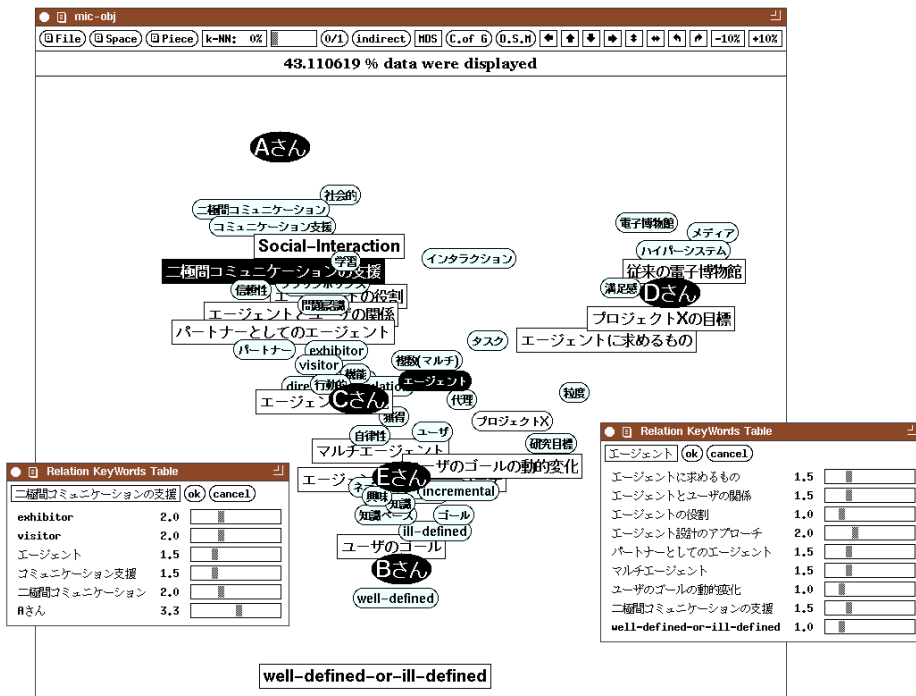 mic-obj
File Space Piece k-NN: 0% (0/1) (indirect) MDS (C.of G) (D.S.M) -10% +10%
43.110619 % data were displayed
Aさん
社会的
二極間コミュニケーション
コミュニケーション支援
Social-Interaction
学習
二極間コミュニケーションの支援
インタラクション
電子博物館
メディア
ハイパーシステム
従来の電子博物館
満足感
Dさん
プロジェクトXの目標
エージェントに求めるもの
信頼性
の役割
問題認識
エージェントと
の関係
パートナーとしてのエージェント
パートナー
exhibitor
visitor
機能
行動的
タスク
複数(マルチ)
エージェント
代理
粒度
Cさん
獲得
プロジェクトX
研究目標
自律性
ユーザ
マルチエージェント
ーザのゴールの動的変化
Eさん
incremental
興味
知識
知識ベース
ゴール
ill-defined
ユーザのゴール
Bさん
well-defined
well-defined-or-ill-defined
Relation KeyWords Table
二極間コミュニケーションの支援 ok cancel
exhibitor 2.0
visitor 2.0
エージェント 1.5
コミュニケーション支援 1.5
二極間コミュニケーション 2.0
Aさん 3.3
Relation KeyWords Table
エージェント ok cancel
エージェントに求めるもの 1.5
エージェントとユーザの関係 1.5
エージェントの役割 1.0
エージェント設計のアプローチ 2.0
パートナーとしてのエージェント 1.5
マルチエージェント 1.5
ユーザのゴールの動的変化 1.0
二極間コミュニケーションの支援 1.5
well-defined-or-ill-defined 1.0